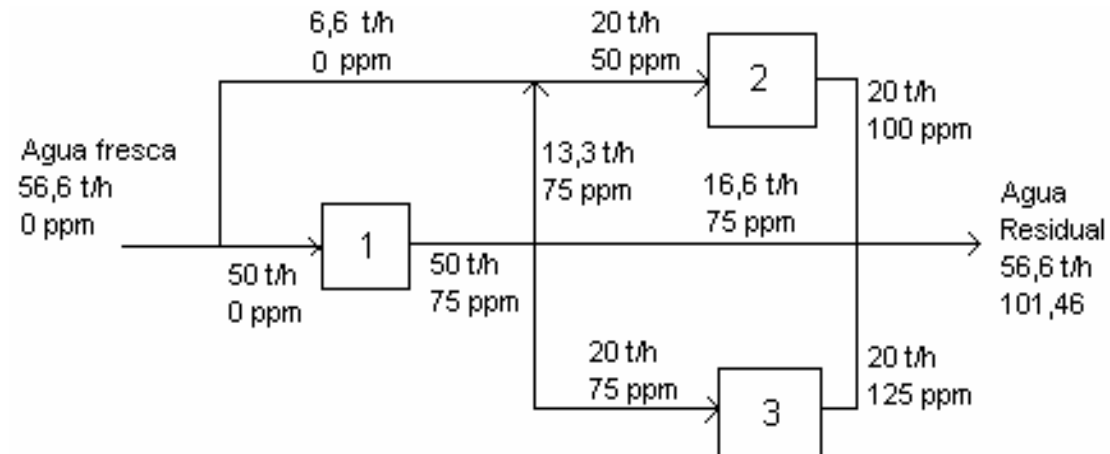 6,6 t/h
0 ppm
20 t/h
50 ppm
2
20 t/h
100 ppm
Agua fresca
56,6 t/h
0 ppm
13,3 t/h
75 ppm
16,6 t/h
75 ppm
Agua
Residual
56,6 t/h
101,46
1
50 t/h
0 ppm
50 t/h
75 ppm
20 t/h
75 ppm
3
20 t/h
125 ppm